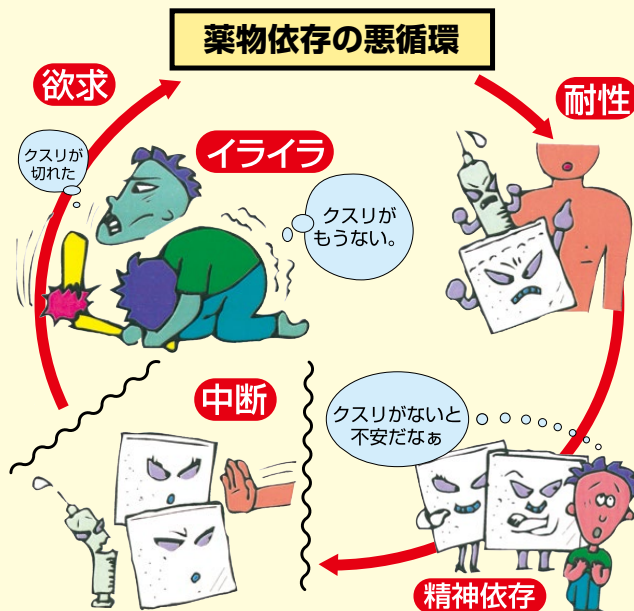 薬物依存の悪循環
欲求
耐性
クスリが
切れた
イライラ
クスリが
もうない。
中断
クスリがないと
不安だなぁ
精神依存